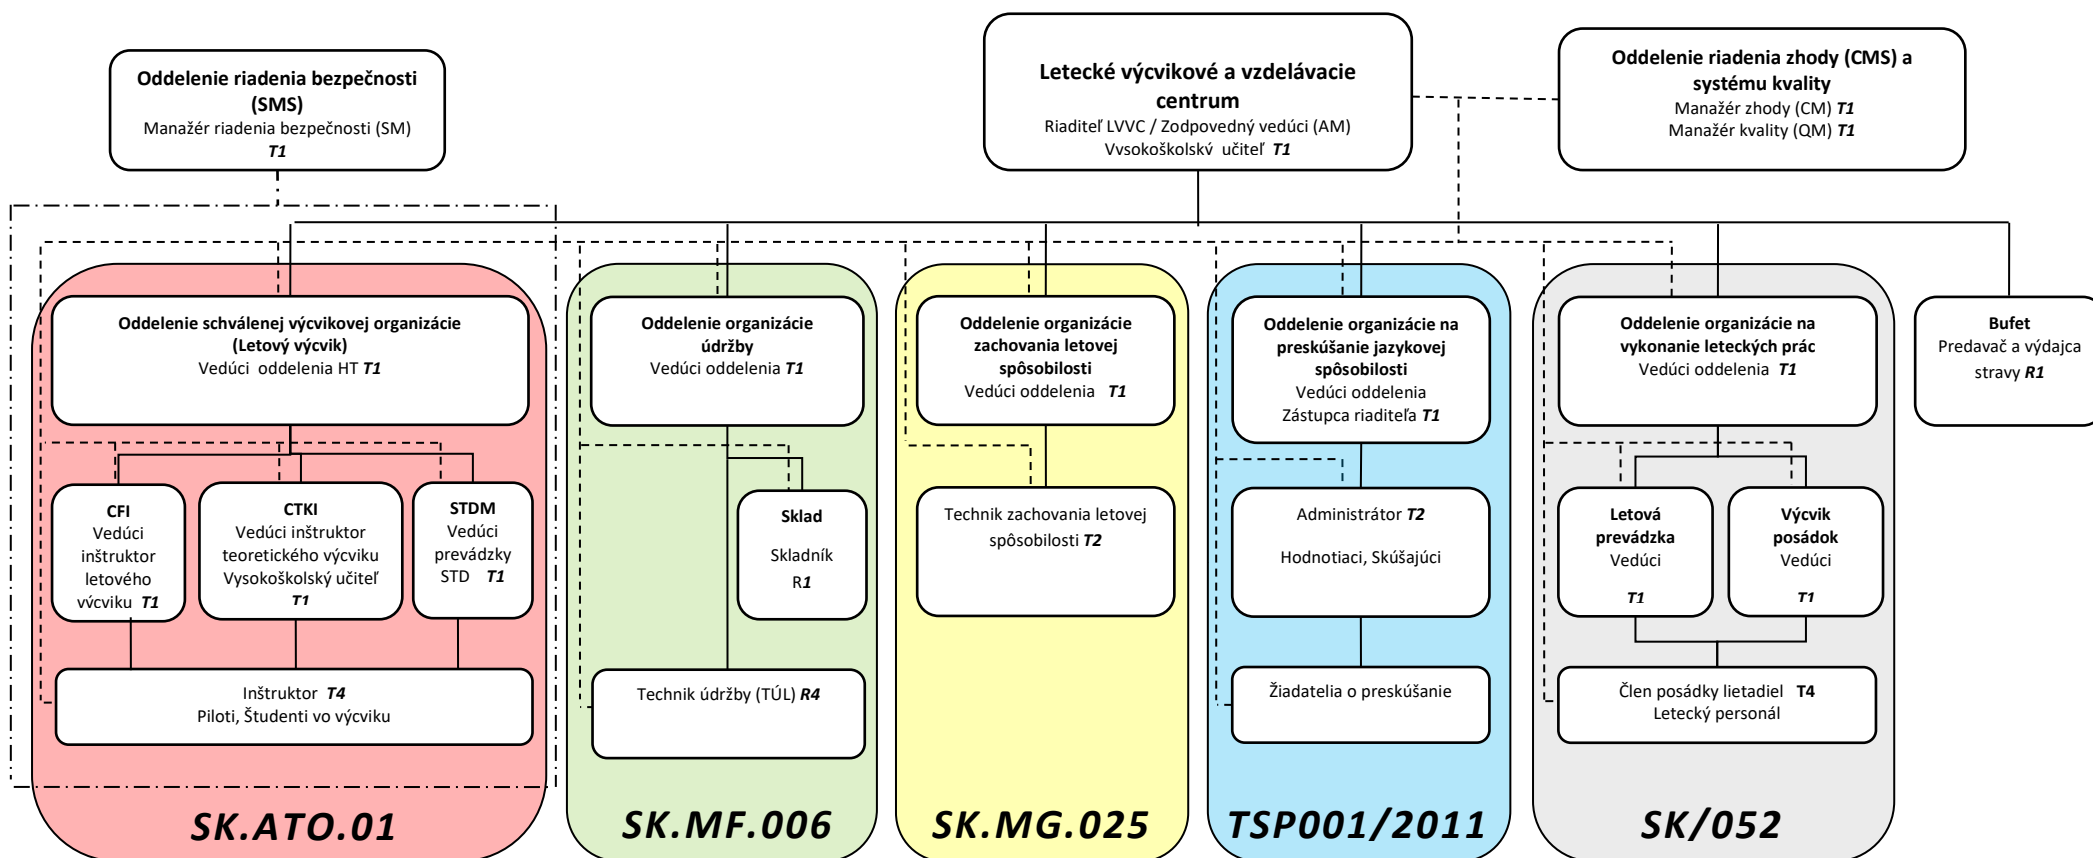 Oddelenie riadenia bezpečnosti
(SMS)
Manažér riadenia bezpečnosti (SM)
T1
Letecké výcvikové a vzdelávacie
centrum
Riaditeľ LVVC / Zodpovedný vedúci (AM)
Vysokoškolský učiteľ T1
Oddelenie riadenia zhody (CMS) a
systému kvality
Manažér zhody (CM) T1
Manažér kvality (QM) T1
Oddelenie schválenej výcvikovej organizácie
(Letový výcvik)
Vedúci oddelenia HT T1
Oddelenie organizácie
údržby
Vedúci oddelenia T1
Oddelenie organizácie
zachovania letovej
spôsobilosti
Vedúci oddelenia T1
Oddelenie organizácie na
preskúšanie jazykovej
spôsobilosti
Vedúci oddelenia
Zástupca riaditeľa T1
Oddelenie organizácie na
vykonanie leteckých prác
Vedúci oddelenia T1
Bufet
Predavač a výdajca
stravy R1
CFI
Vedúci
inštruktor
letového
výcviku T1
CTKI
Vedúci inštruktor
teoretického výcviku
Vysokoškolský učiteľ
T1
STDM
Vedúci
prevádzky
STD T1
Sklad
Skladník
R1
Technik zachovania letovej
spôsobilosti T2
Administrátor T2
Hodnotiaci, Skúšajúci
Letová
prevádzka
Vedúci
T1
Výcvik
posádok
Vedúci
T1
Inštruktor T4
Piloti, Študenti vo výcviku
Technik údržby (TÚL) R4
Žiadatelia o preskúšanie
Člen posádky lietadiel T4
Letecký personál
SK.ATO.01
SK.MF.006
SK.MG.025
TSP001/2011
SK/052